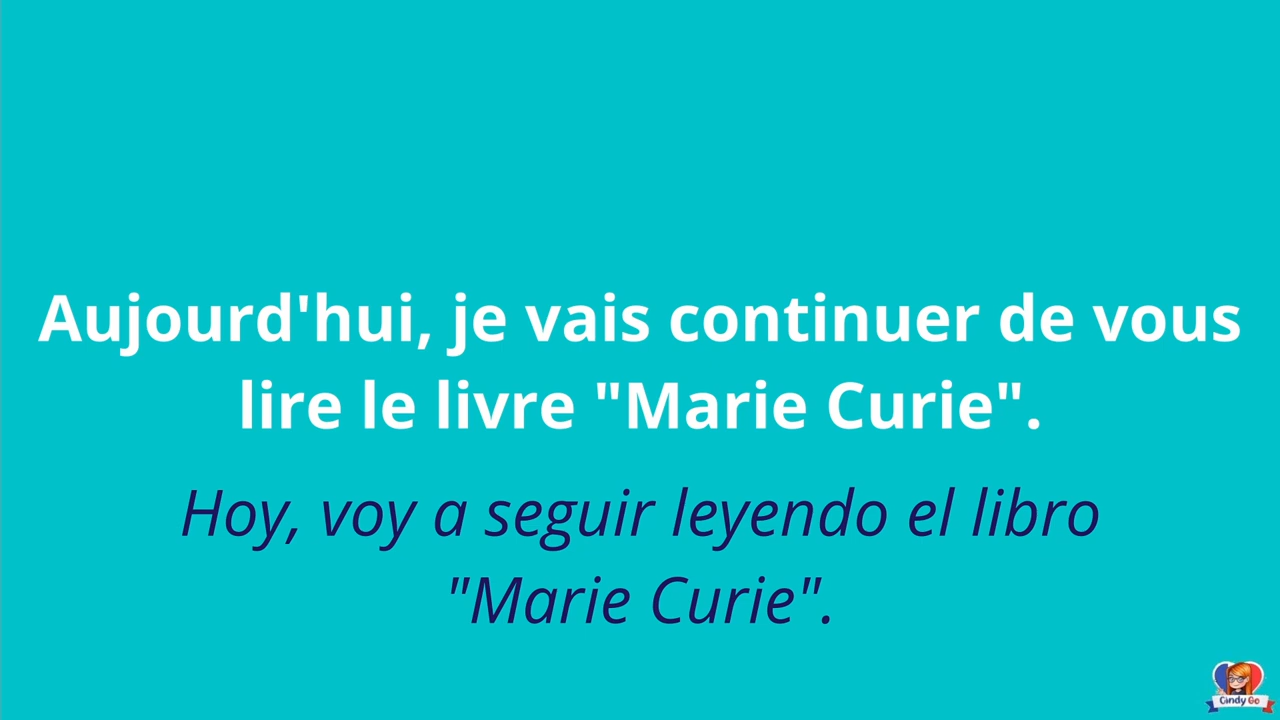 Aujourd'hui, je vais continuer de vous
lire le livre "Marie Curie".
Hoy, voy a seguir leyendo el libro
"Marie Curie".
Cindy Go